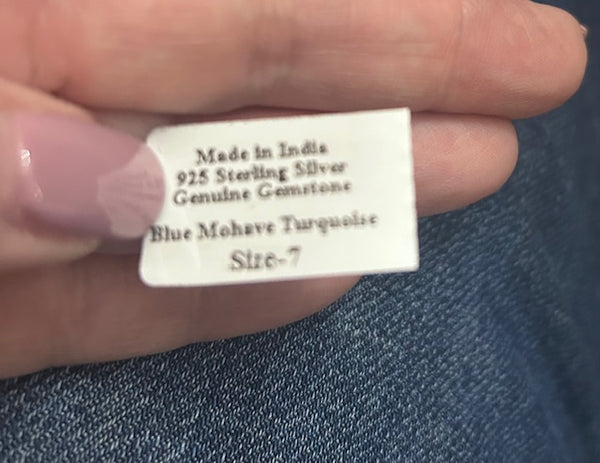 Made in India
925 Sterling Silver
Genuine Gemstone
Blue Mohave Turquoise
Size-7